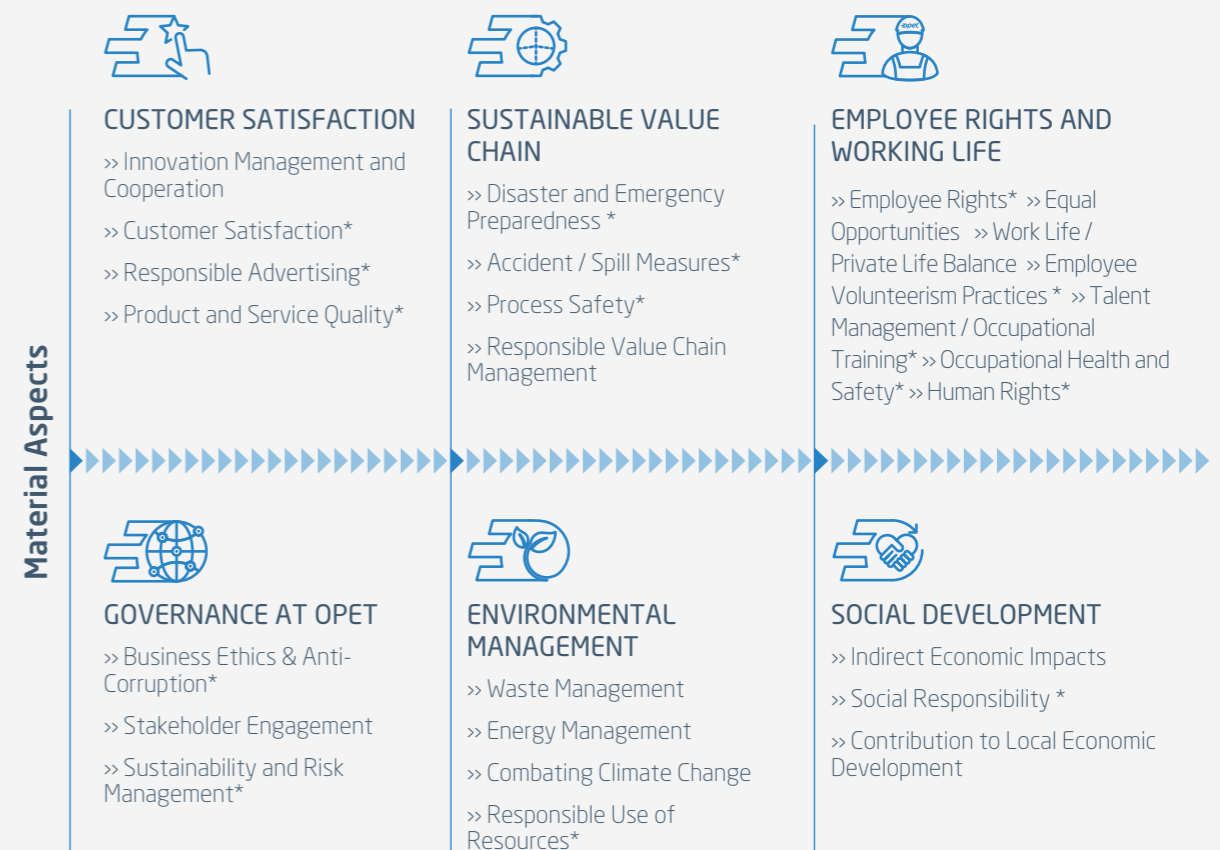 Material Aspects
opet
CUSTOMER SATISFACTION
›› Innovation Management and
Cooperation
›› Customer Satisfaction*
›› Responsible Advertising*
›› Product and Service Quality*
SUSTAINABLE VALUE
CHAIN
›› Disaster and Emergency
Preparedness *
›› Accident / Spill Measures*
›› Process Safety*
›› Responsible Value Chain
Management
EMPLOYEE RIGHTS AND
WORKING LIFE
›› Employee Rights* ›› Equal
Opportunities ›› Work Life /
Private Life Balance ›› Employee
Volunteerism Practices * ›› Talent
Management / Occupational
Training* ›› Occupational Health and
Safety* ›› Human Rights*
GOVERNANCE AT OPET
›› Business Ethics & Anti-
Corruption*
›› Stakeholder Engagement
›› Sustainability and Risk
Management*
ENVIRONMENTAL
MANAGEMENT
›› Waste Management
›› Energy Management
›› Combating Climate Change
›› Responsible Use of
Resources*
SOCIAL DEVELOPMENT
›› Indirect Economic Impacts
›› Social Responsibility *
›› Contribution to Local Economic
Development